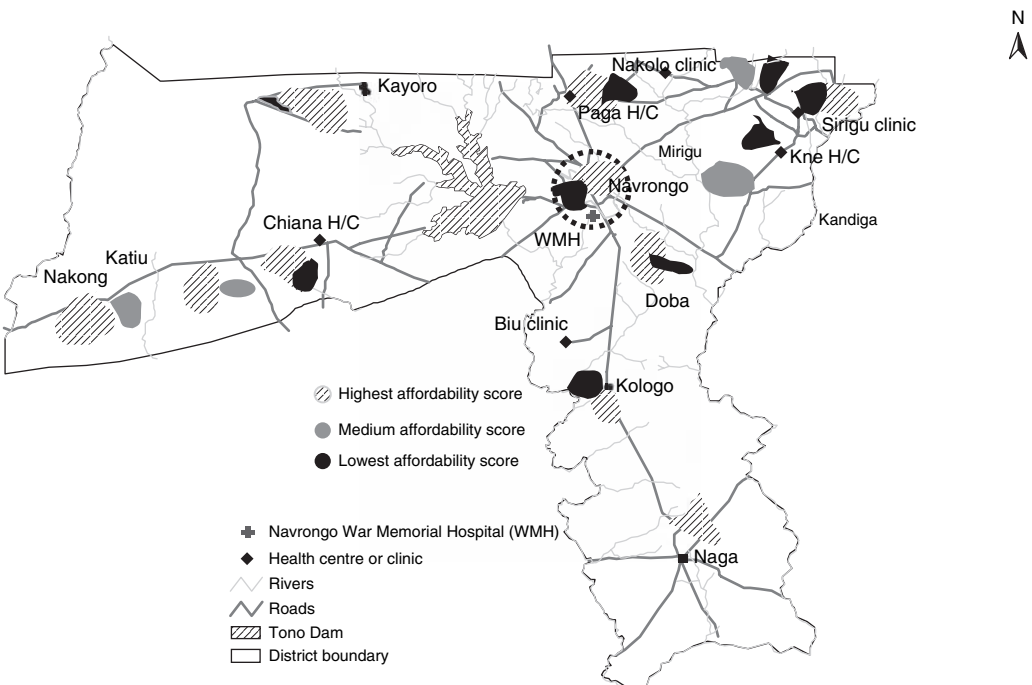 N
Nakolo clinic
Kayoro
Paga H/C
Sirigu clinic
Mirigu
Kne H/C
Navrongo
Chiana H/C
Kandiga
WMH
Katiu
Nakong
Doba
Biu clinic
Kologo
Highest affordability score
Medium affordability score
Lowest affordability score
Navrongo War Memorial Hospital (WMH)
Health centre or clinic
Naga
Rivers
Roads
Tono Dam
District boundary